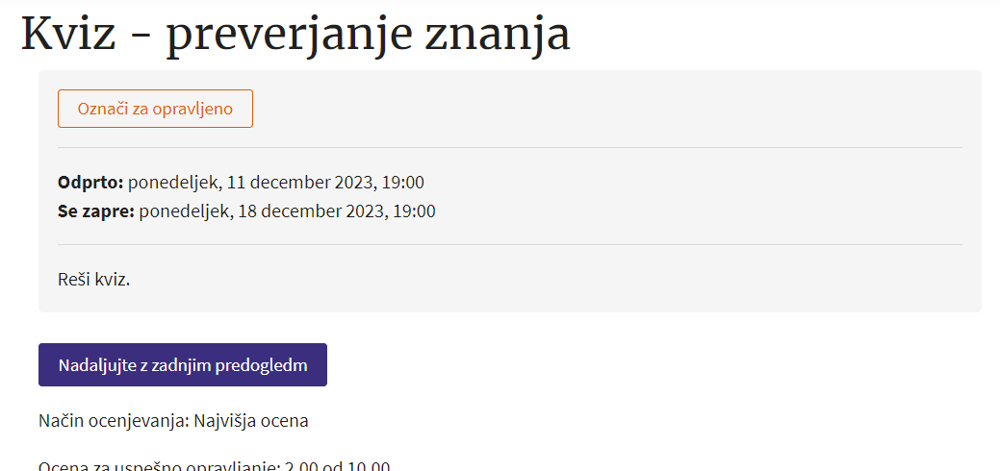 Kviz - preverjanje znanja
Označi za opravljeno
Odprto: ponedeljek, 11 december 2023, 19:00
Se zapre: ponedeljek, 18 december 2023, 19:00
Reši kviz.
Nadaljujte z zadnjim predogledm
Način ocenjevanja: Najvišja ocena
Ocena za uspešno opravljanje: 2,00 od 10,00